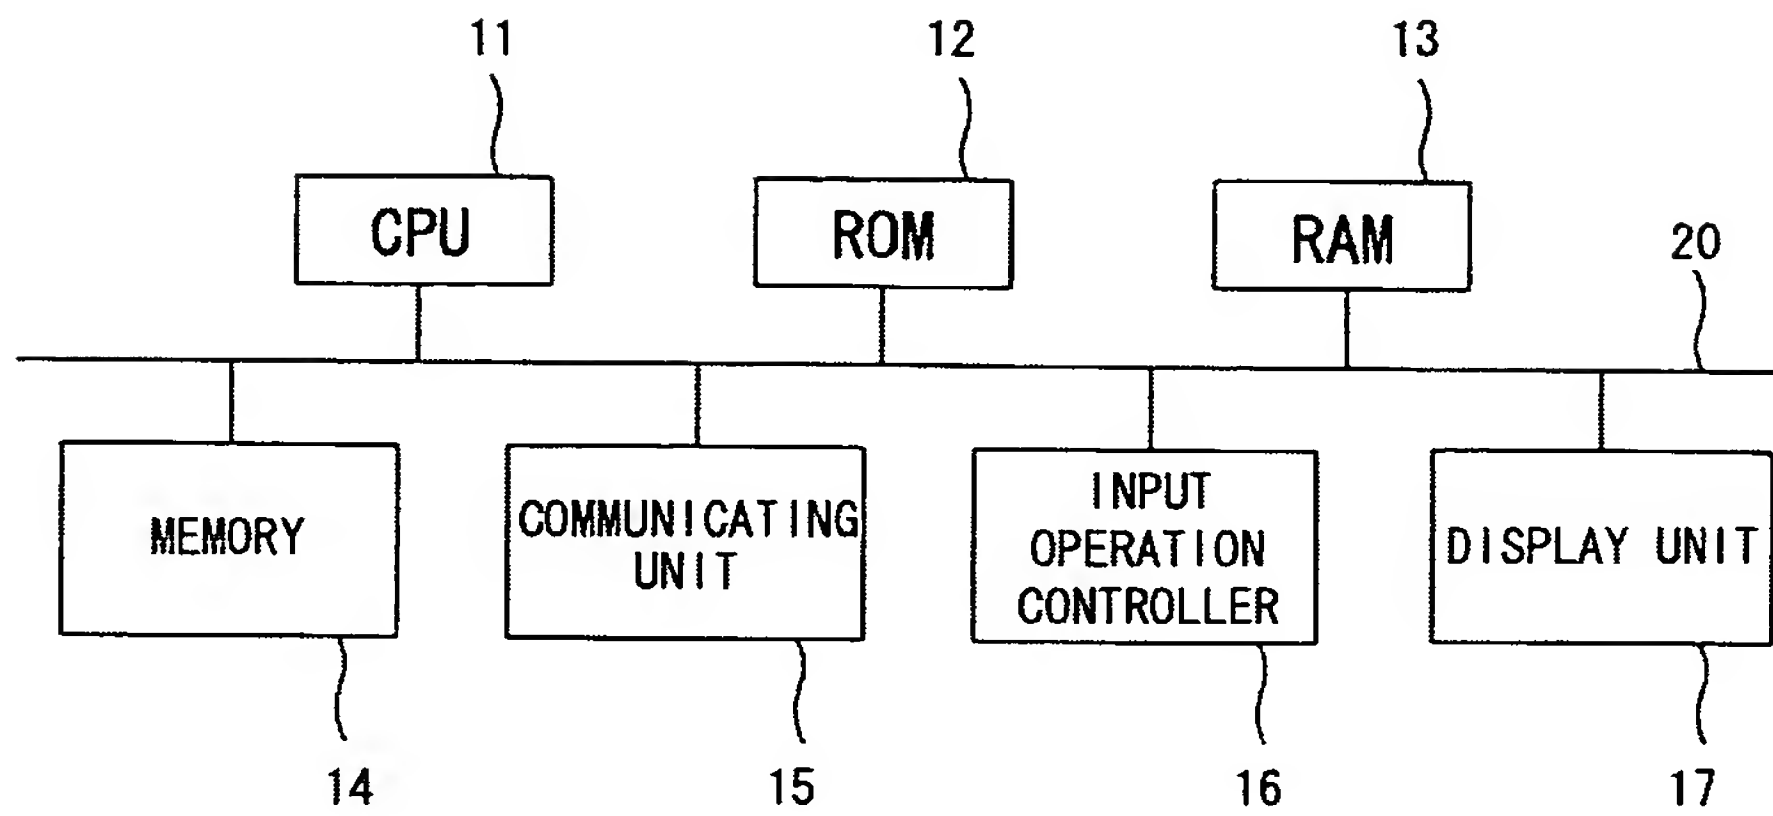 11
12
13
CPU
ROM
RAM
20
MEMORY
COMMUNICATING
UNIT
INPUT
OPERATION
CONTROLLER
DISPLAY UNIT
14
15
16
17